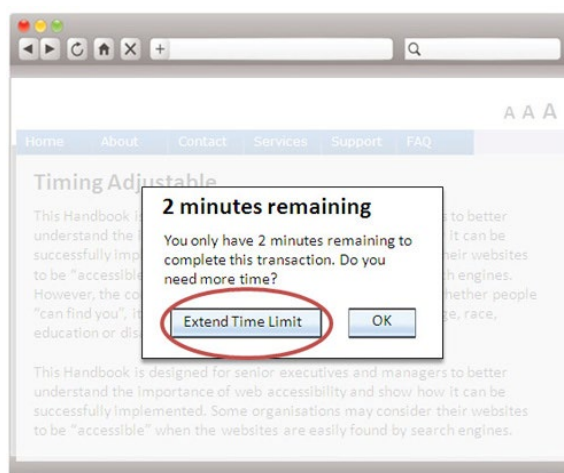 A A A
Home About Contact Services Support FAQ
Timing Adjustable
This Handbook is s to better
understand the i it can be
successfully impl heir websites
to be "accessible h engines.
However, the co hether people
"can find you", it ge, race,
education or dis
2 minutes remaining
You only have 2 minutes remaining to
complete this transaction. Do you
need more time?
Extend Time Limit OK
This Handbook is designed for senior executives and managers to better
understand the importance of web accessibility and show how it can be
successfully implemented. Some organisations may consider their websites
to be "accessible" when the websites are easily found by search engines.